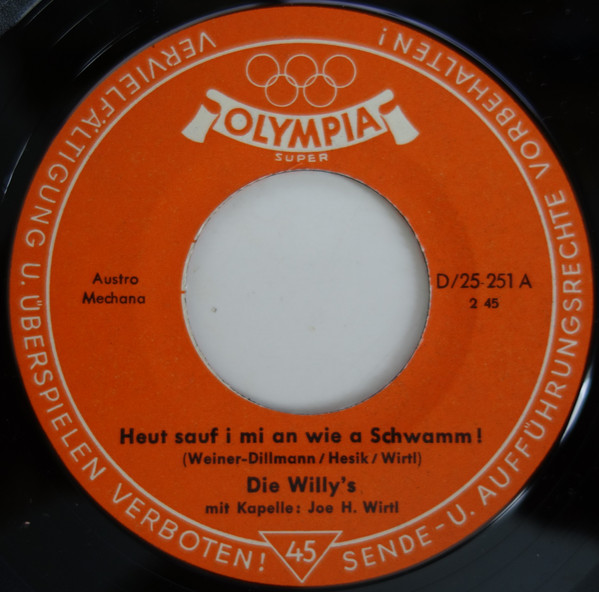 OLYMPIA
SUPER
Austro
Mechana
D/25-251 A
2 45
Heut sauf i mi an wie a Schwamm!
(Weiner-Dillmann/Hesik/Wirtl)
Die Willy's
mit Kapelle: Joe H. Wirtl
45
SENDE-U. AUFFÜHRUNGSRECHTE VORBEHALTEN!
VERVIELFÄLTIGUNG U. ÜBERSPIELEN VERBOTEN!